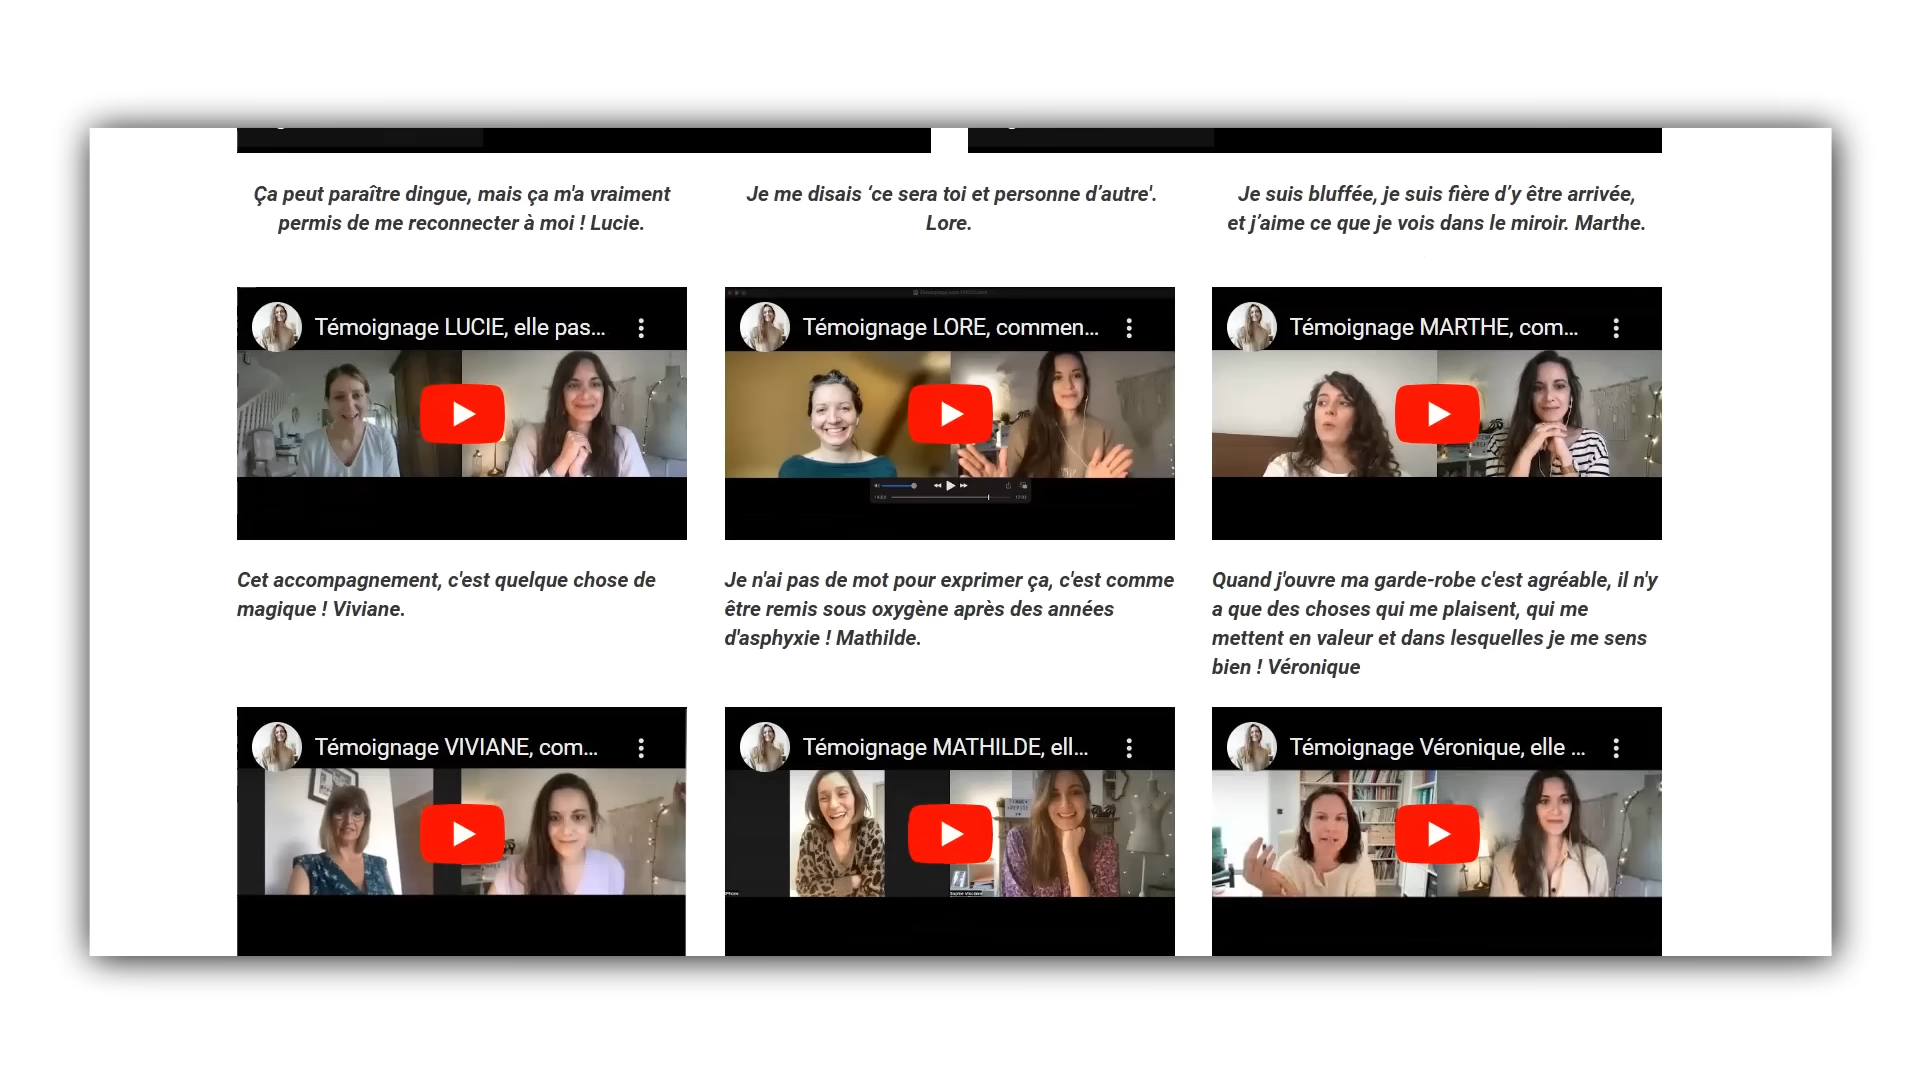 Ça peut paraître dingue, mais ça m'a vraiment
permis de me reconnecter à moi ! Lucie.
Je me disais ‘ce sera toi et personne d’autre'.
Lore.
Je suis bluffée, je suis fière d’y être arrivée,
et j’aime ce que je vois dans le miroir. Marthe.
Témoignage LUCIE, elle pas...
Témoignage LORE, commen...
Témoignage MARTHE, com...
Cet accompagnement, c'est quelque chose de
magique ! Viviane.
Je n'ai pas de mot pour exprimer ça, c'est comme
être remis sous oxygène après des années
d'asphyxie ! Mathilde.
Quand j'ouvre ma garde-robe c'est agréable, il n'y
a que des choses qui me plaisent, qui me
mettent en valeur et dans lesquelles je me sens
bien ! Véronique
Témoignage VIVIANE, com...
Témoignage MATHILDE, ell...
Témoignage Véronique, elle ...